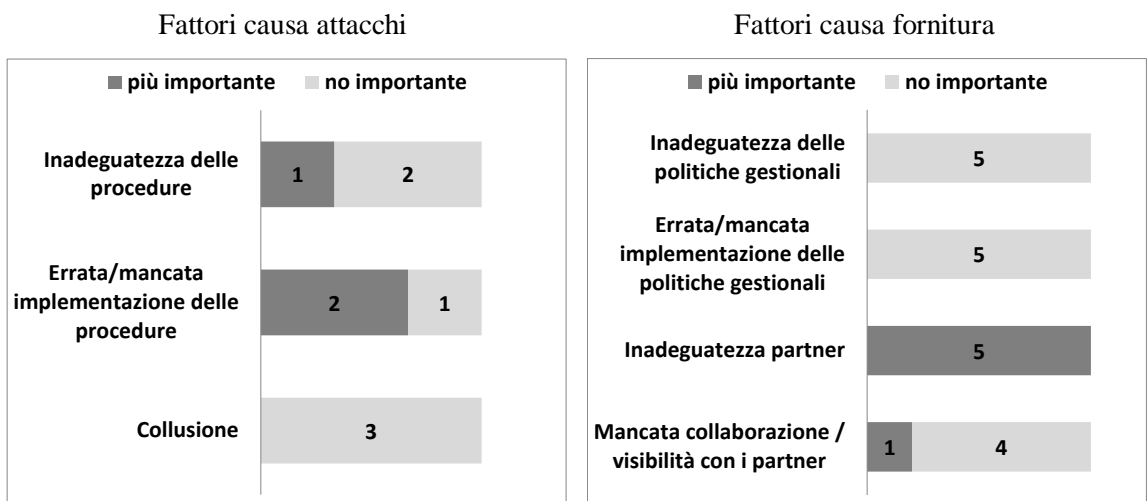 Fattori causa attacchi
più importante no importante
Inadeguatezza delle
procedure
1 2
Errata/mancata
implementazione delle
procedure
2 1
Collusione
3
Fattori causa fornitura
più importante no importante
Inadeguatezza delle
politiche gestionali
5
Errata/mancata
implementazione delle
politiche gestionali
5
Inadeguatezza partner
5
Mancata collaborazione /
visibilità con i partner
1 4